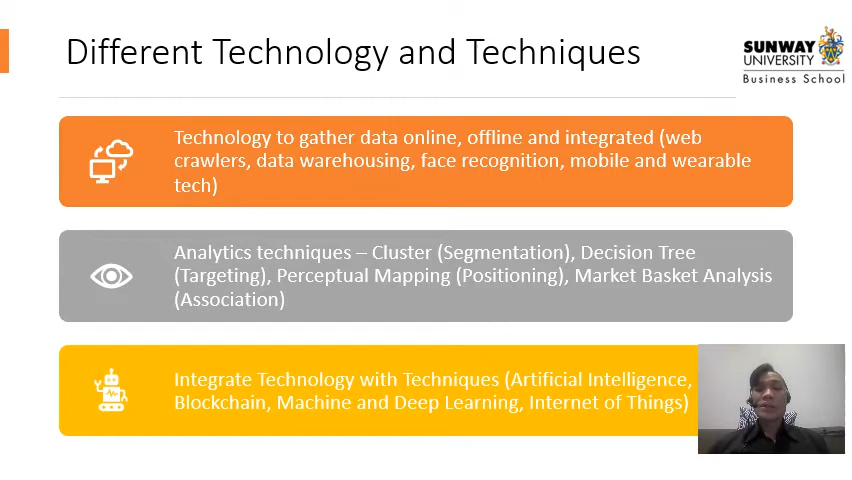 Different Technology and Techniques
SUNWAY
UNIVERSITY
Business School
Technology to gather data online, offline and integrated (web
crawlers, data warehousing, face recognition, mobile and wearable
tech)
Analytics techniques – Cluster (Segmentation), Decision Tree
(Targeting), Perceptual Mapping (Positioning), Market Basket Analysis
(Association)
Integrate Technology with Techniques (Artificial Intelligence,
Blockchain, Machine and Deep Learning, Internet of Things)